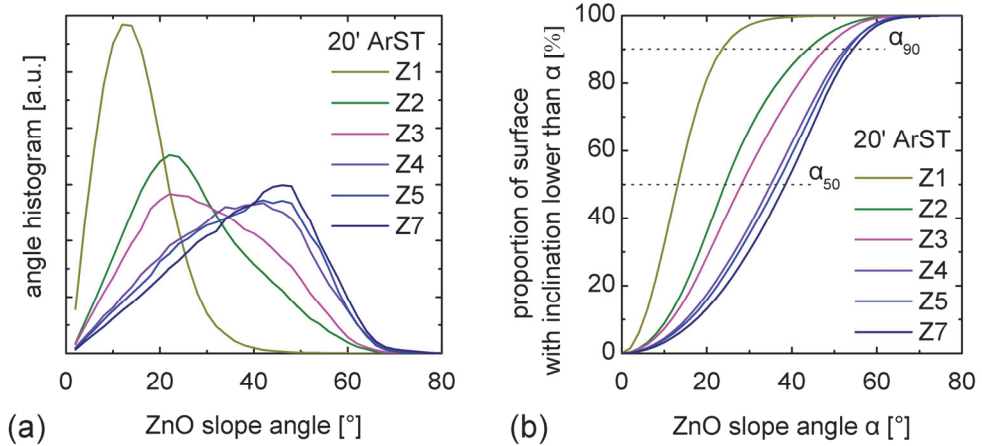 angle histogram [a.u.]
20' ArST
Z1
Z2
Z3
Z4
Z5
Z7
0 20 40 60 80
ZnO slope angle [°]
(a)
proportion of surface
with inclination lower than α [%]
100
80
60
40
20
0
α90
α50
20' ArST
Z1
Z2
Z3
Z4
Z5
Z7
0 20 40 60 80
ZnO slope angle α [°]
(b)